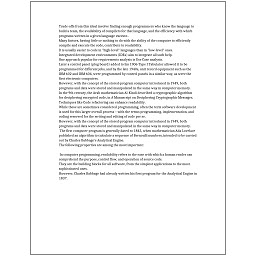 Trade-offs from this ideal involve finding enough programmers who know the language to
build a team, the availability of compilers for that language, and the efficiency with which
programs written in a given language execute.
Many factors, having little or nothing to do with the ability of the computer to efficiently
compile and execute the code, contribute to readability.
It is usually easier to code in "high-level" languages than in "low-level" ones.
Integrated development environments (IDEs) aim to integrate all such help.
One approach popular for requirements analysis is Use Case analysis.
Later a control panel (plug board) added to his 1906 Type I Tabulator allowed it to be
programmed for different jobs, and by the late 1940s, unit record equipment such as the
IBM 602 and IBM 604, were programmed by control panels in a similar way, as were the
first electronic computers.
However, with the concept of the stored-program computer introduced in 1949, both
programs and data were stored and manipulated in the same way in computer memory.
In the 9th century, the Arab mathematician Al-Kindi described a cryptographic algorithm
for deciphering encrypted code, in A Manuscript on Deciphering Cryptographic Messages.
Techniques like Code refactoring can enhance readability.
While these are sometimes considered programming, often the term software development
is used for this larger overall process – with the terms programming, implementation, and
coding reserved for the writing and editing of code per se.
However, with the concept of the stored-program computer introduced in 1949, both
programs and data were stored and manipulated in the same way in computer memory.
The first computer program is generally dated to 1843, when mathematician Ada Lovelace
published an algorithm to calculate a sequence of Bernoulli numbers, intended to be carried
out by Charles Babbage's Analytical Engine.
The following properties are among the most important:
In computer programming, readability refers to the ease with which a human reader can
comprehend the purpose, control flow, and operation of source code.
They are the building blocks for all software, from the simplest applications to the most
sophisticated ones.
However, Charles Babbage had already written his first program for the Analytical Engine in
1837.